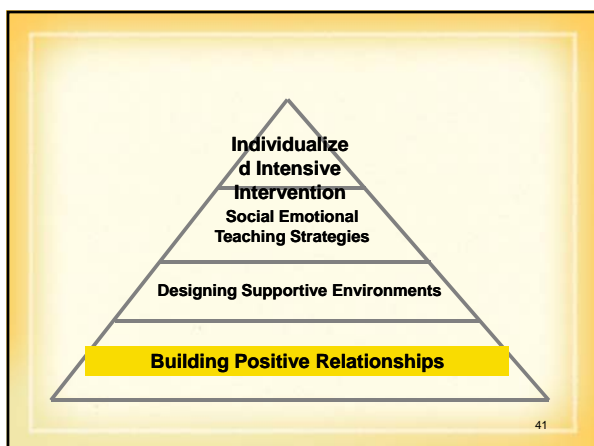 Individualize
d Intensive
Intervention
Social Emotional
Teaching Strategies
Designing Supportive Environments
Building Positive Relationships
41